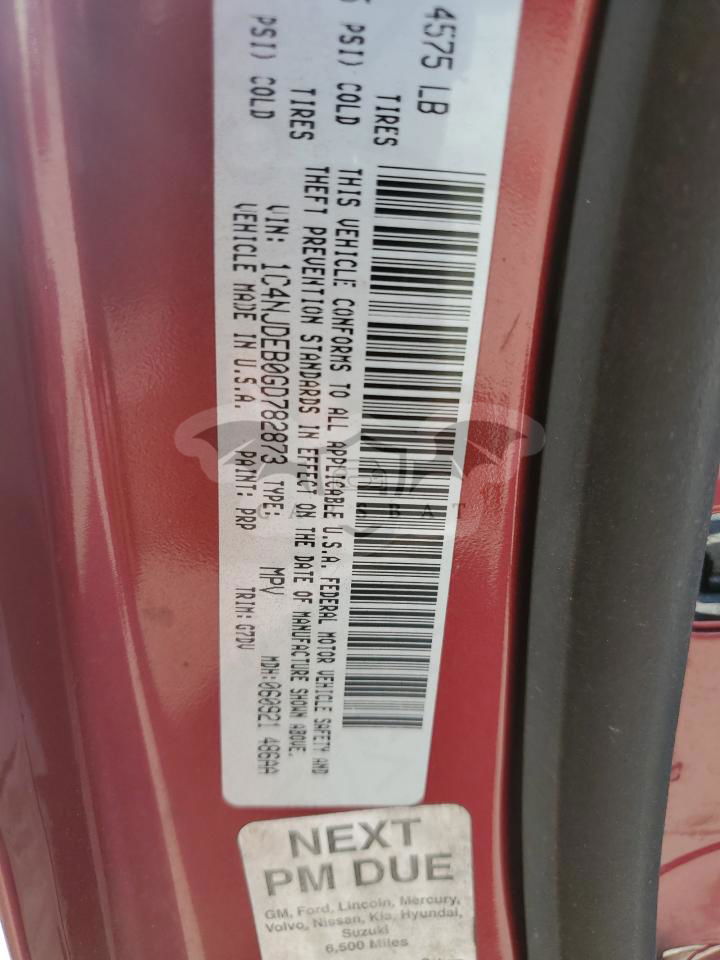 4575 LB
TIRES
PSI) COLD
TIRES
PSI) COLD
THIS VEHICLE CONFORMS TO ALL APPLICABLE U.S.A. FEDERAL MOTOR VEHICLE SAFETY AND
THEFT PREVENTION STANDARDS IN EFFECT ON THE DATE OF MANUFACTURE SHOWN ABOVE.
VIN: 1C4NJDEB0GD782873 TYPE: MPV MDH:060921 486AA
VEHICLE MADE IN U.S.A. PAINT: PRP TRIM: G7DV
NEXT
PM DUE
GM, Ford, Lincoln, Mercury,
Volvo, Nissan, Kia, Hyundai,
Suzuki
6,500 Miles